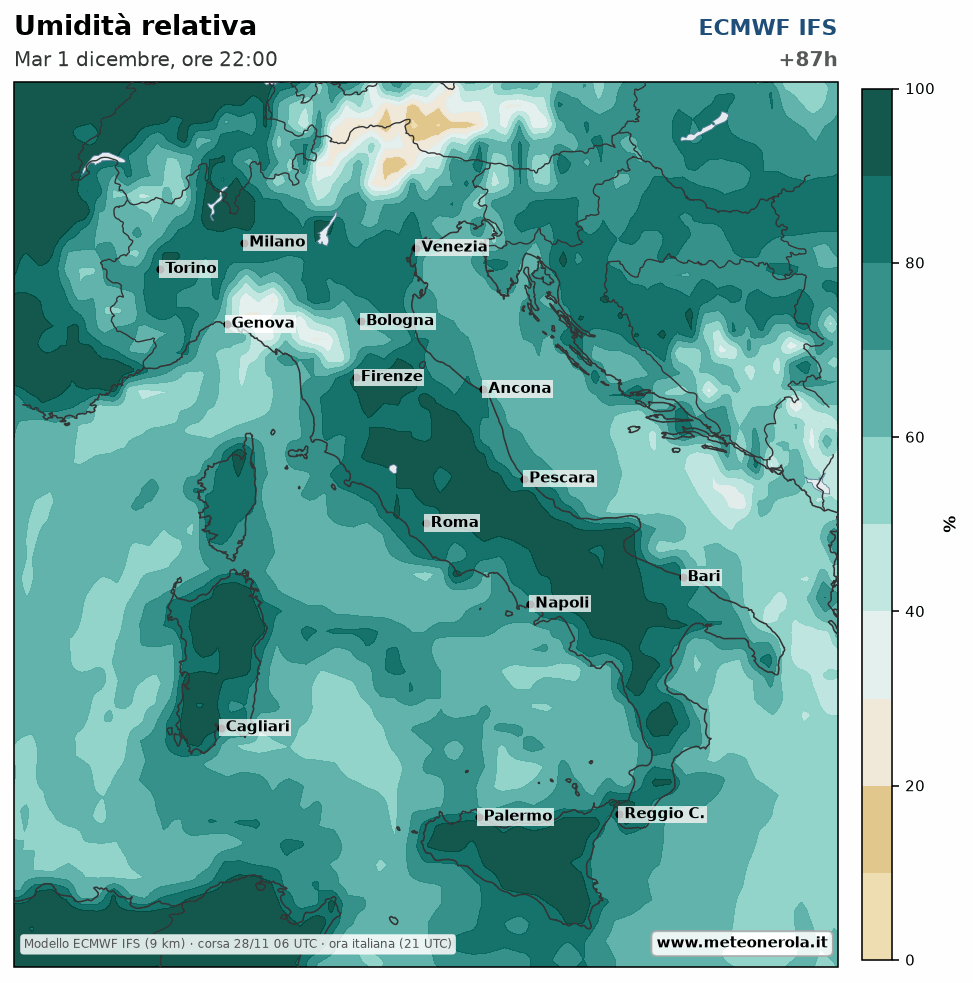 Umidità relativa
ECMWF IFS
Mar 1 dicembre, ore 22:00
+87h
100
80
60
40
20
0
%
Milano
Venezia
Torino
Genova
Bologna
Firenze
Ancona
Pescara
Roma
Bari
Napoli
Cagliari
Palermo
Reggio C.
Modello ECMWF IFS (9 km) · corsa 28/11 06 UTC · ora italiana (21 UTC)
www.meteonerola.it